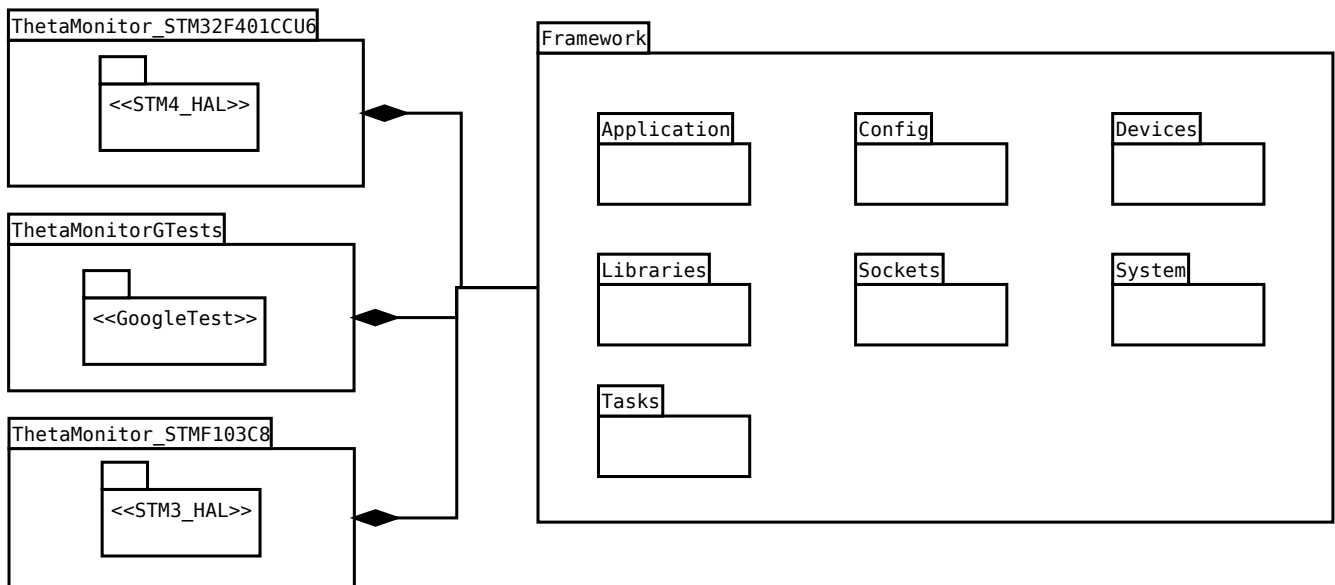 ThetaMonitor_STM32F401CCU6
<<STM4_HAL>>
ThetaMonitorGTests
<<GoogleTest>>
ThetaMonitor_STMF103C8
<<STM3_HAL>>
Framework
Application
Config
Devices
Libraries
Sockets
System
Tasks